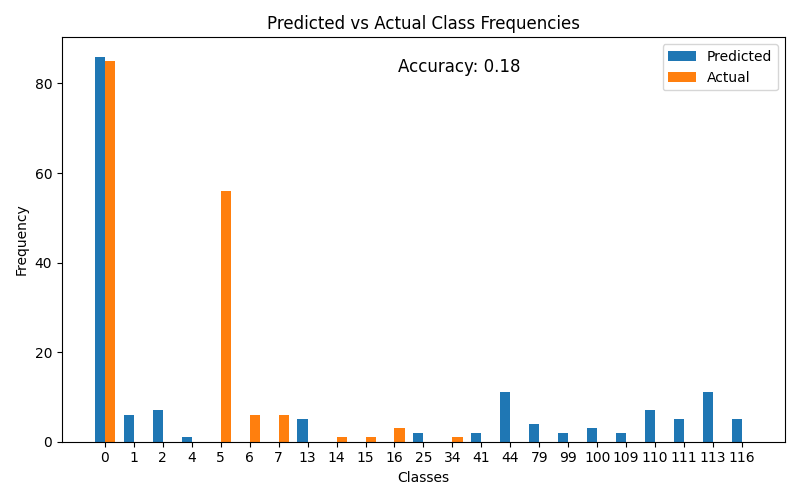 Predicted vs Actual Class Frequencies
Accuracy: 0.18
Predicted
Actual
Frequency
80
60
40
20
0
0 1 2 4 5 6 7 13 14 15 16 25 34 41 44 79 99 100 109 110 111 113 116
Classes